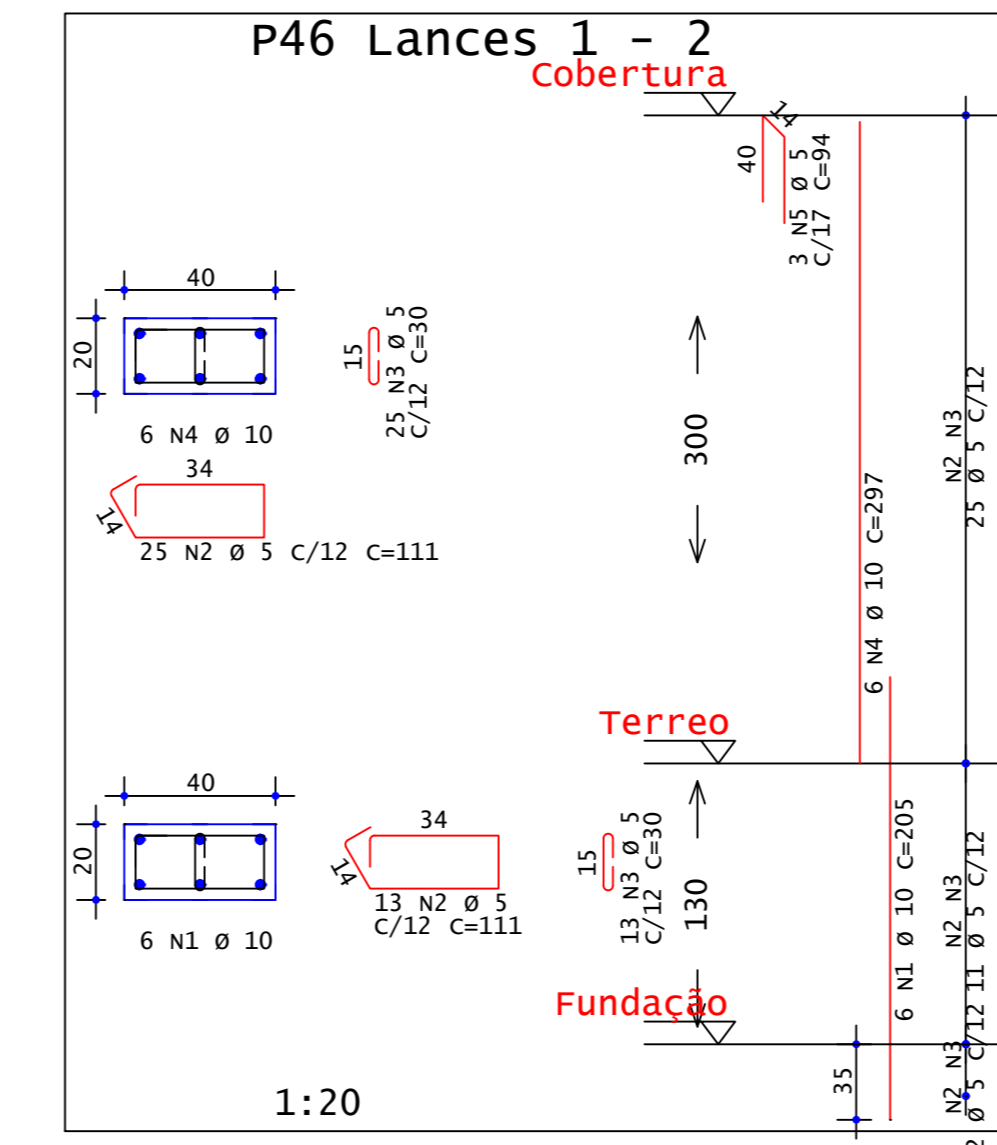 P46 Lances 1 - 2
Cobertura
14
40
3 N5 Ø 5
C/17 C=94
40
20
15
25 N3 Ø 5
C/12 C=30
6 N4 Ø 10
34
14
25 N2 Ø 5 C/12 C=111
300
6 N4 Ø 10 C=297
N2 N3
25 Ø 5 C/12
Terreo
40
20
34
14
13 N2 Ø 5
C/12 C=111
15
13 N3 Ø 5
C/12 C=30
130
6 N1 Ø 10
6 N1 Ø 10 C=205
N2 N3
11 Ø 5 C/12
Fundação
35
N2 N3
2 Ø 5 C/12
1:20